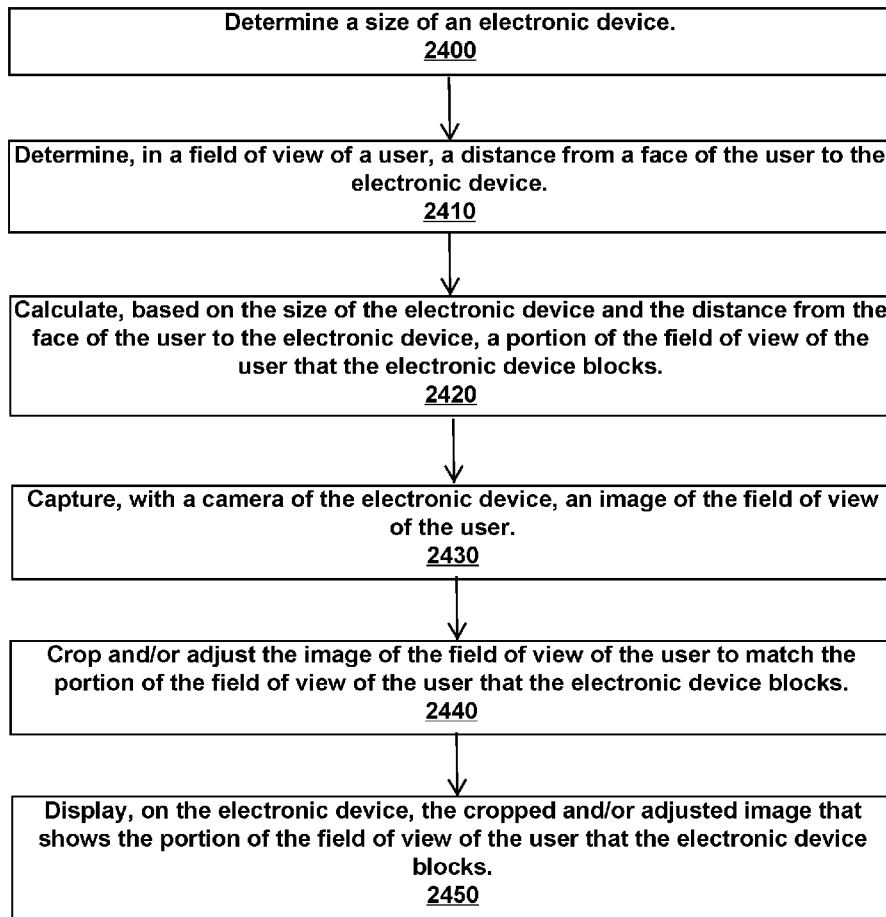 Determine a size of an electronic device.
2400
Determine, in a field of view of a user, a distance from a face of the user to the
electronic device.
2410
Calculate, based on the size of the electronic device and the distance from the
face of the user to the electronic device, a portion of the field of view of the
user that the electronic device blocks.
2420
Capture, with a camera of the electronic device, an image of the field of view
of the user.
2430
Crop and/or adjust the image of the field of view of the user to match the
portion of the field of view of the user that the electronic device blocks.
2440
Display, on the electronic device, the cropped and/or adjusted image that
shows the portion of the field of view of the user that the electronic device
blocks.
2450